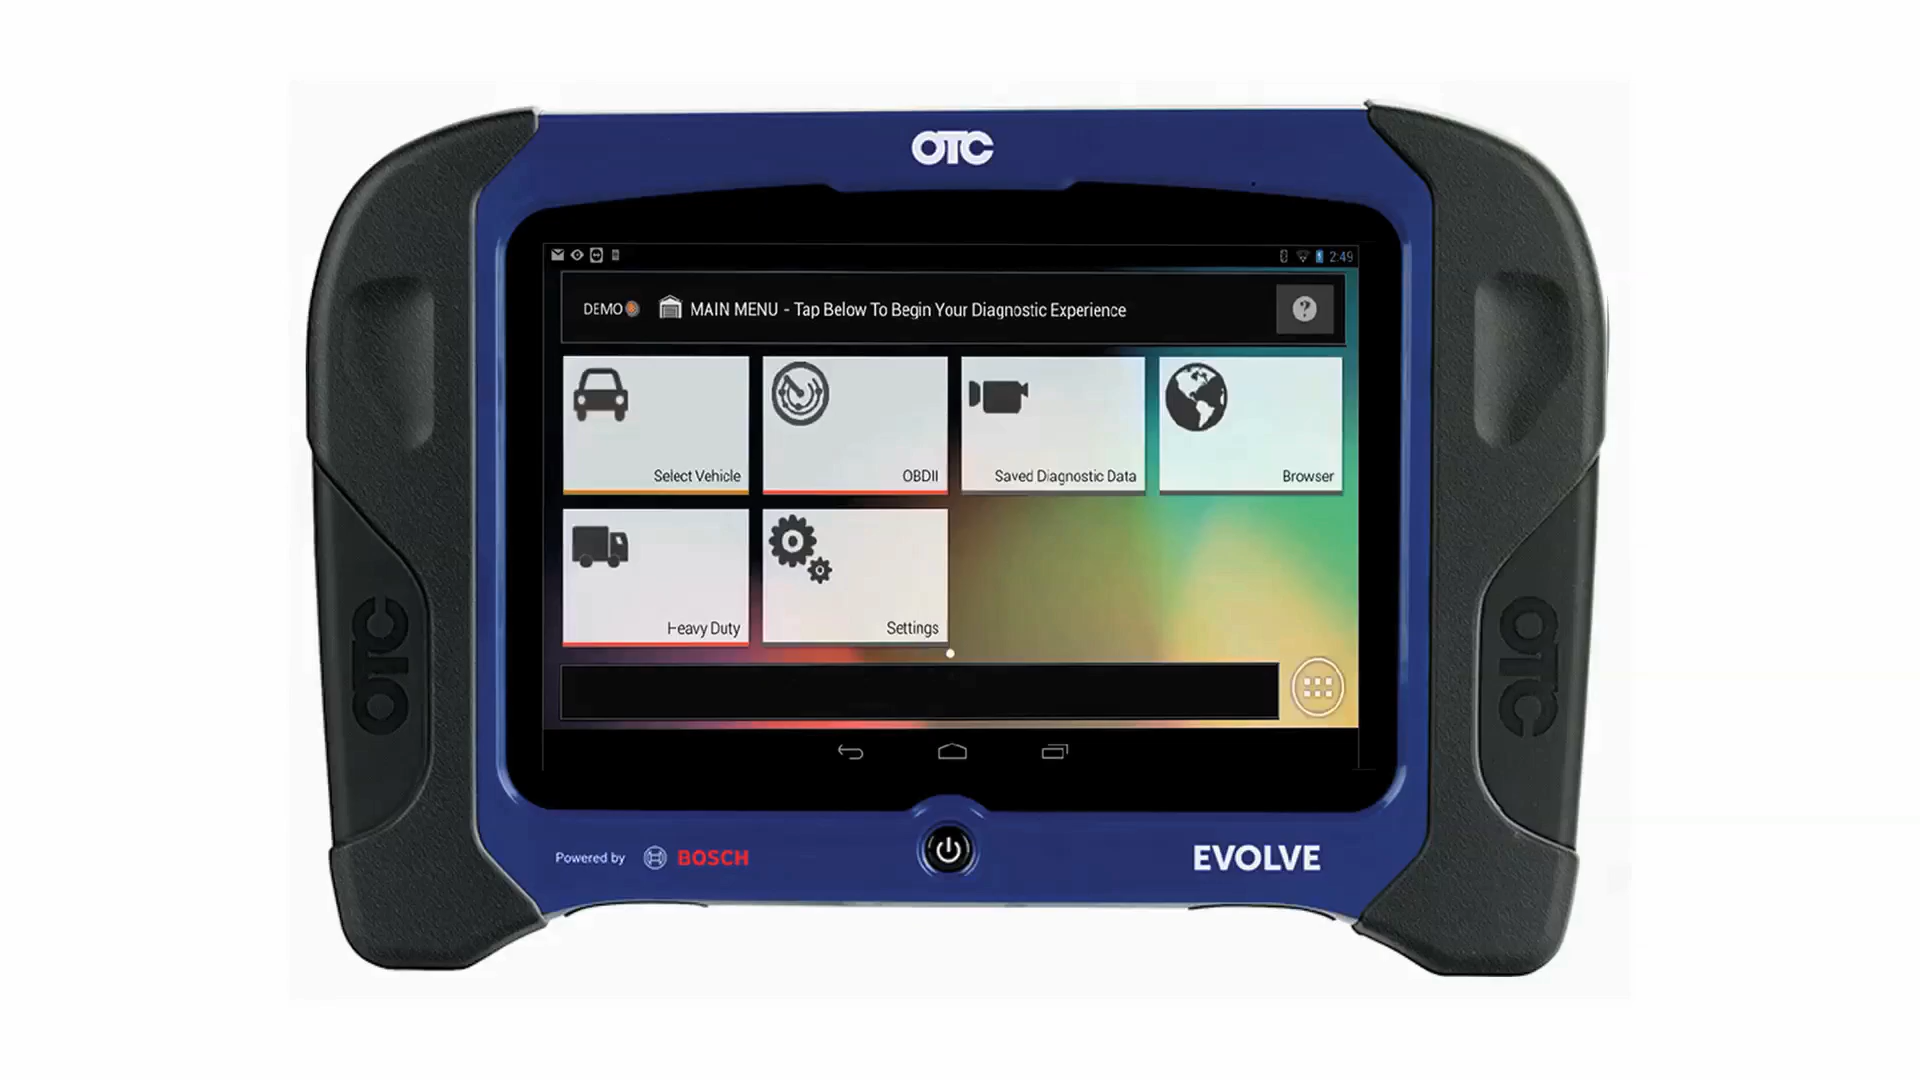 OTC
2:49
DEMO MAIN MENU - Tap Below To Begin Your Diagnostic Experience ?
Select Vehicle
OBDII
Saved Diagnostic Data
Browser
Heavy Duty
Settings
OTC
OTC
Powered by BOSCH
EVOLVE